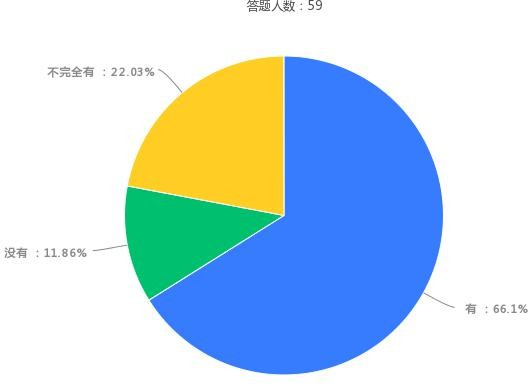 答题人数：59
不完全有 ：22.03%
没有 ：11.86%
有 ：66.1%